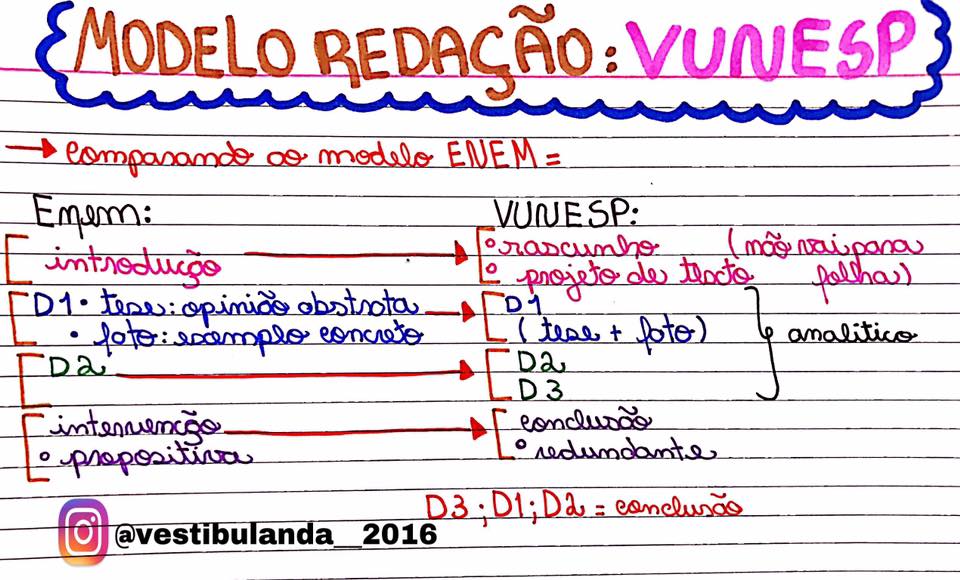 MODELO REDAÇÃO: VUNESP
→ comparando ao modelo ENEM =
Enem:
VUNESP:
introdução
rascunho (não vai para
projeto de texto folha)
D1 • tese: opinião abstrata
• fato: exemplo concreto
D1
(tese + fato)
analítico
D2
D2
D3
intervenção
propositiva
conclusão
redundante
D3; D1; D2 = conclusão
@vestibulanda__2016